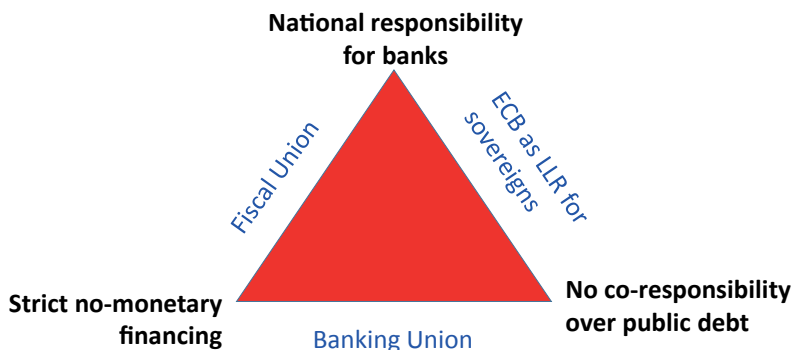 National responsibility
for banks
Fiscal Union
ECB as LLR for
sovereigns
Strict no-monetary
financing
No co-responsibility
over public debt
Banking Union